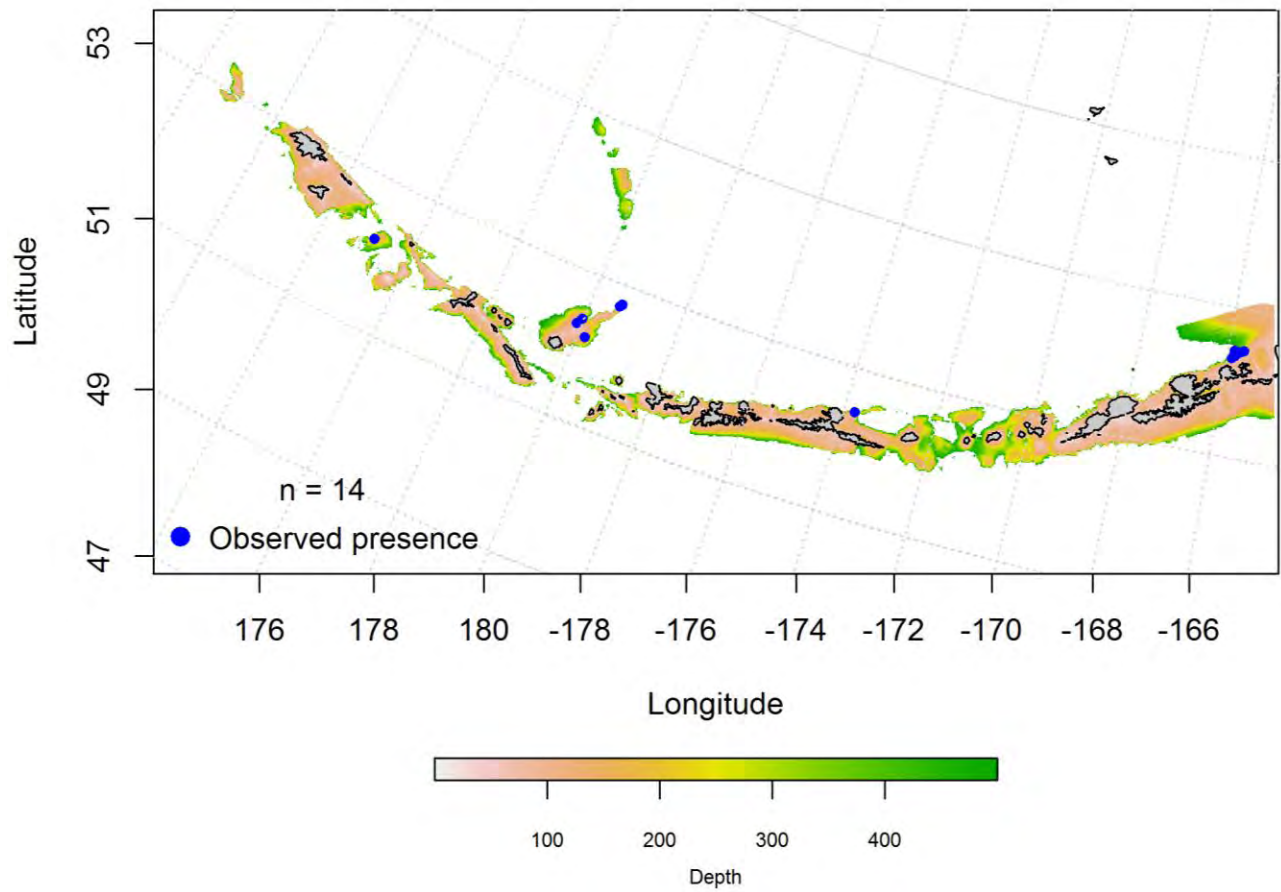 53
51
49
47
Latitude
n = 14
Observed presence
176 178 180 -178 -176 -174 -172 -170 -168 -166
Longitude
100 200 300 400
Depth